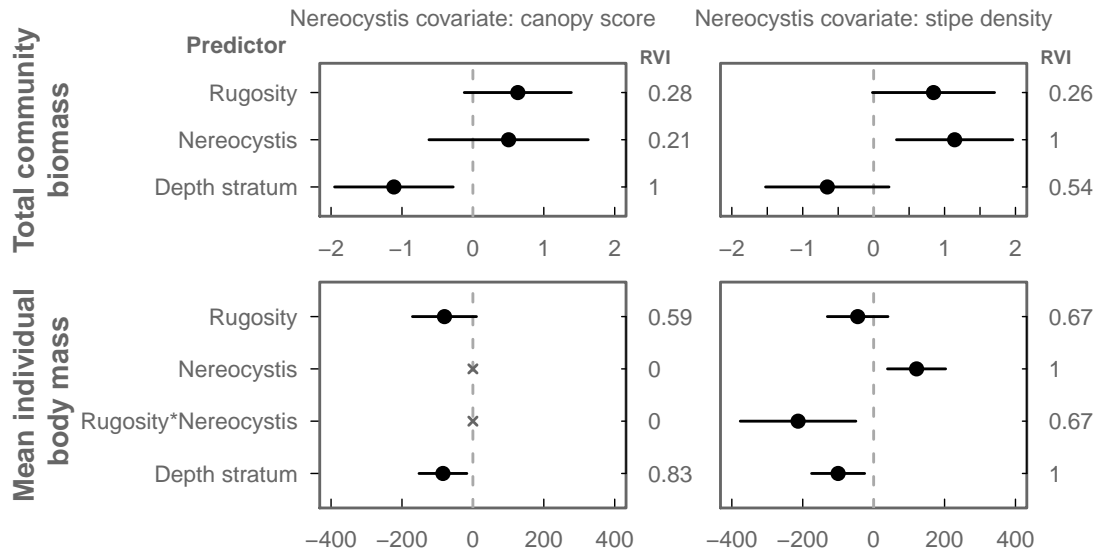 Nereocystis covariate: canopy score
Nereocystis covariate: stipe density
Total community
biomass
Predictor
RVI
RVI
Rugosity
0.28
0.26
Nereocystis
0.21
1
Depth stratum
1
0.54
−2 −1 0 1 2
−2 −1 0 1 2
Mean individual
body mass
Rugosity
0.59
0.67
Nereocystis
0
1
Rugosity*Nereocystis
0
0.67
Depth stratum
0.83
1
−400 −200 0 200 400
−400 −200 0 200 400